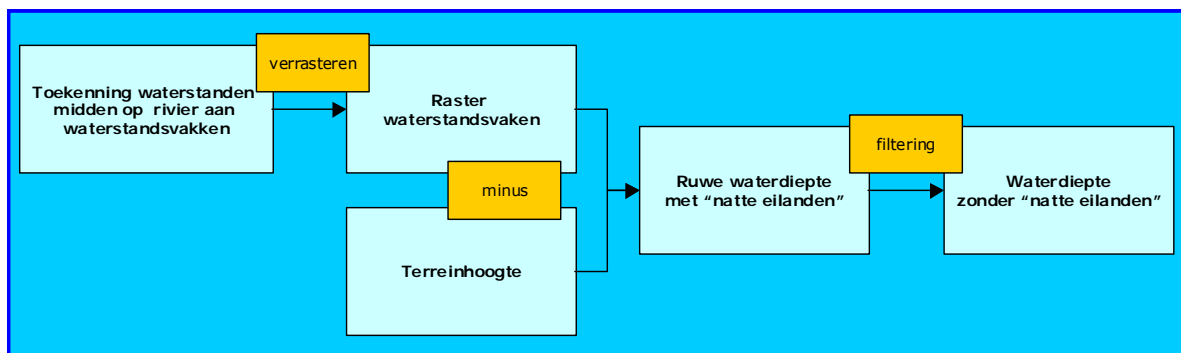 Toekenning waterstanden
midden op rivier aan
waterstandsvakken
verrasteren
Raster
waterstandsvaken
minus
Terreinhoogte
Ruwe waterdiepte
met “natte eilanden”
filtering
Waterdiepte
zonder “natte eilanden”